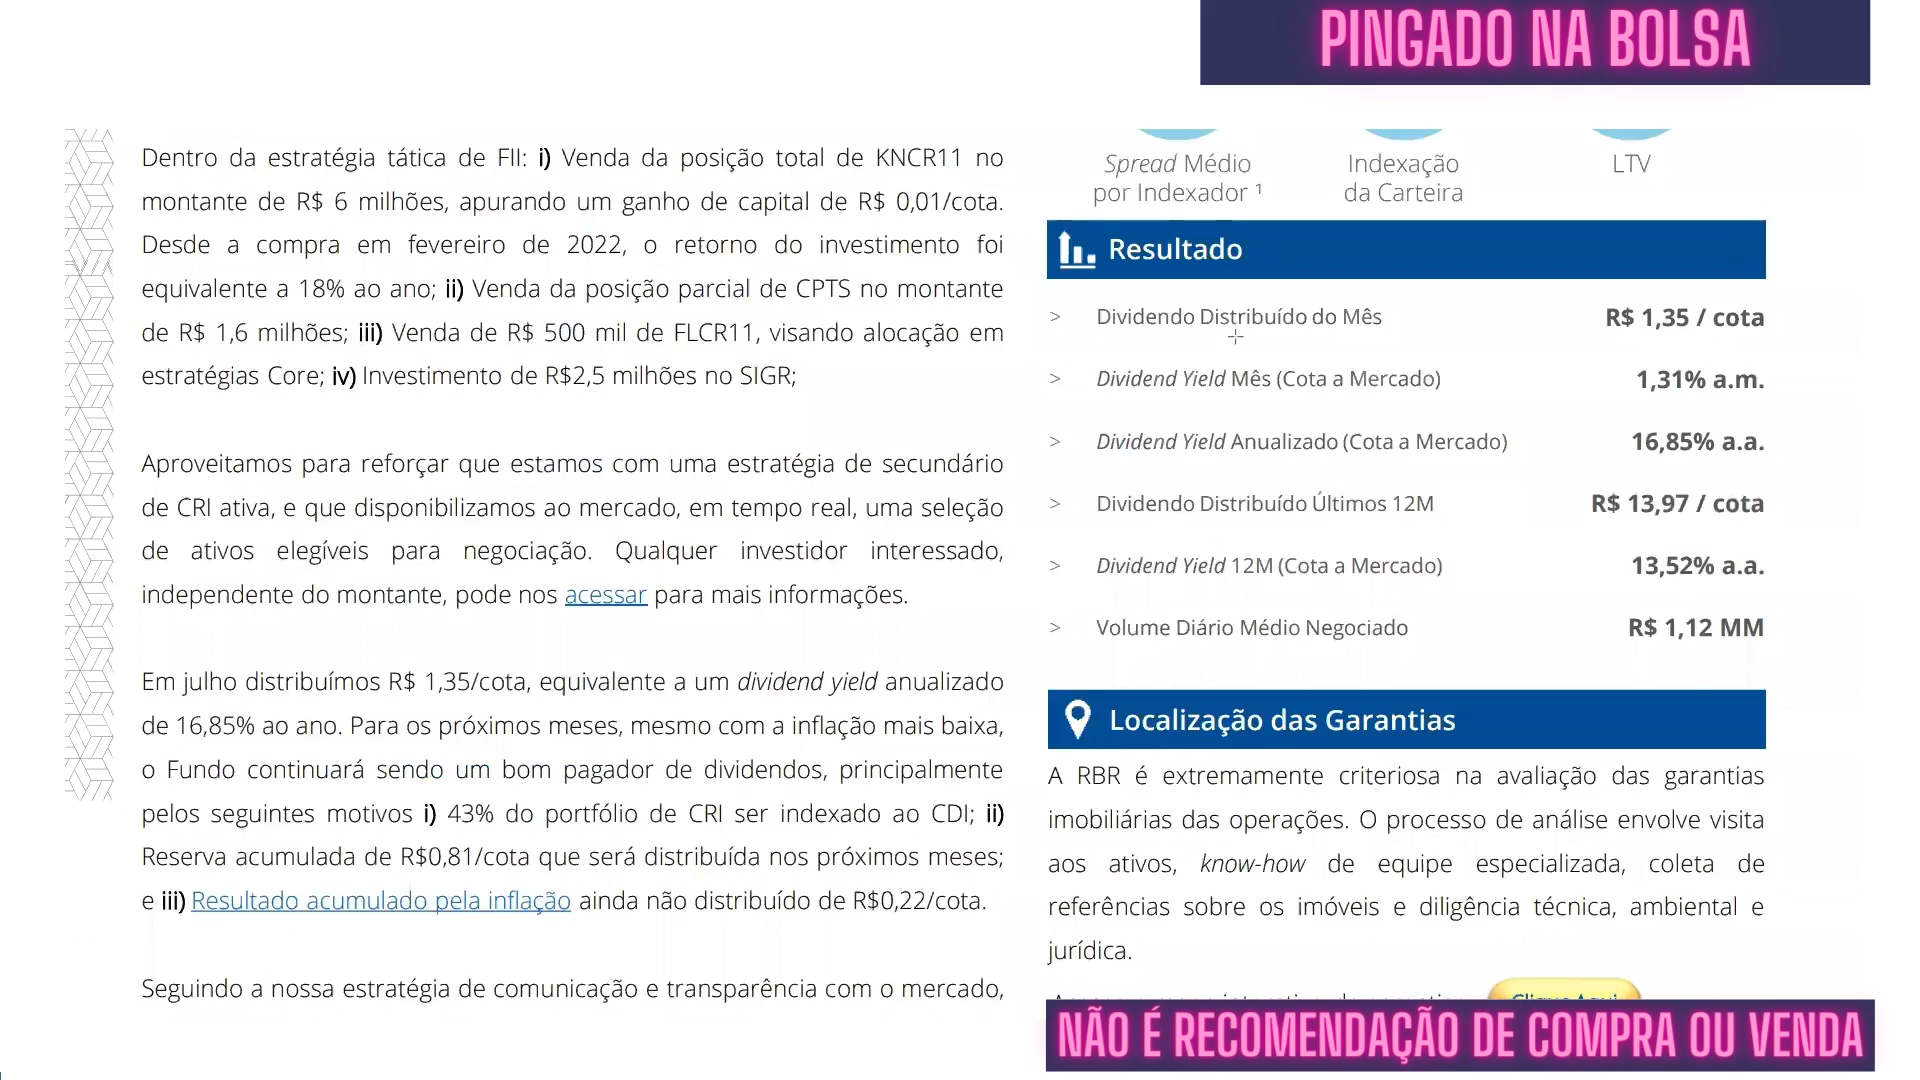 PINGADO NA BOLSA
Dentro da estratégia tática de FII: i) Venda da posição total de KNCR11 no
montante de R$ 6 milhões, apurando um ganho de capital de R$ 0,01/cota.
Desde a compra em fevereiro de 2022, o retorno do investimento foi
equivalente a 18% ao ano; ii) Venda da posição parcial de CPTS no montante
de R$ 1,6 milhões; iii) Venda de R$ 500 mil de FLCR11, visando alocação em
estratégias Core; iv) Investimento de R$2,5 milhões no SIGR;
Aproveitamos para reforçar que estamos com uma estratégia de secundário
de CRI ativa, e que disponibilizamos ao mercado, em tempo real, uma seleção
de ativos elegíveis para negociação. Qualquer investidor interessado,
independente do montante, pode nos acessar para mais informações.
Em julho distribuímos R$ 1,35/cota, equivalente a um dividend yield anualizado
de 16,85% ao ano. Para os próximos meses, mesmo com a inflação mais baixa,
o Fundo continuará sendo um bom pagador de dividendos, principalmente
pelos seguintes motivos i) 43% do portfólio de CRI ser indexado ao CDI; ii)
Reserva acumulada de R$0,81/cota que será distribuída nos próximos meses;
e iii) Resultado acumulado pela inflação ainda não distribuído de R$0,22/cota.
Seguindo a nossa estratégia de comunicação e transparência com o mercado,
Spread Médio
por Indexador ¹
Indexação
da Carteira
LTV
Resultado
> Dividendo Distribuído do Mês R$ 1,35 / cota
> Dividend Yield Mês (Cota a Mercado) 1,31% a.m.
> Dividend Yield Anualizado (Cota a Mercado) 16,85% a.a.
> Dividendo Distribuído Últimos 12M R$ 13,97 / cota
> Dividend Yield 12M (Cota a Mercado) 13,52% a.a.
> Volume Diário Médio Negociado R$ 1,12 MM
Localização das Garantias
A RBR é extremamente criteriosa na avaliação das garantias
imobiliárias das operações. O processo de análise envolve visita
aos ativos, know-how de equipe especializada, coleta de
referências sobre os imóveis e diligência técnica, ambiental e
jurídica.
Clique Aqui
NÃO É RECOMENDAÇÃO DE COMPRA OU VENDA